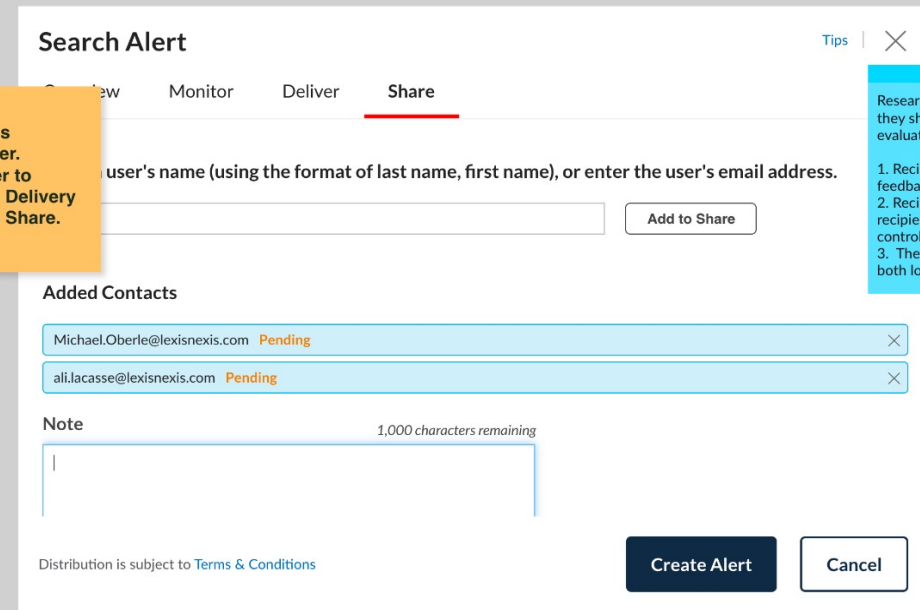 Search Alert
Tips
Monitor
Deliver
Share
user's name (using the format of last name, first name), or enter the user's email address.
Add to Share
to
Delivery
Share.
1.
2.
3. The
both
Added Contacts
Michael.Oberle@lexisnexis.com Pending
ali.lacasse@lexisnexis.com Pending
Note
1,000 characters remaining
Distribution is subject to Terms & Conditions
Create Alert
Cancel